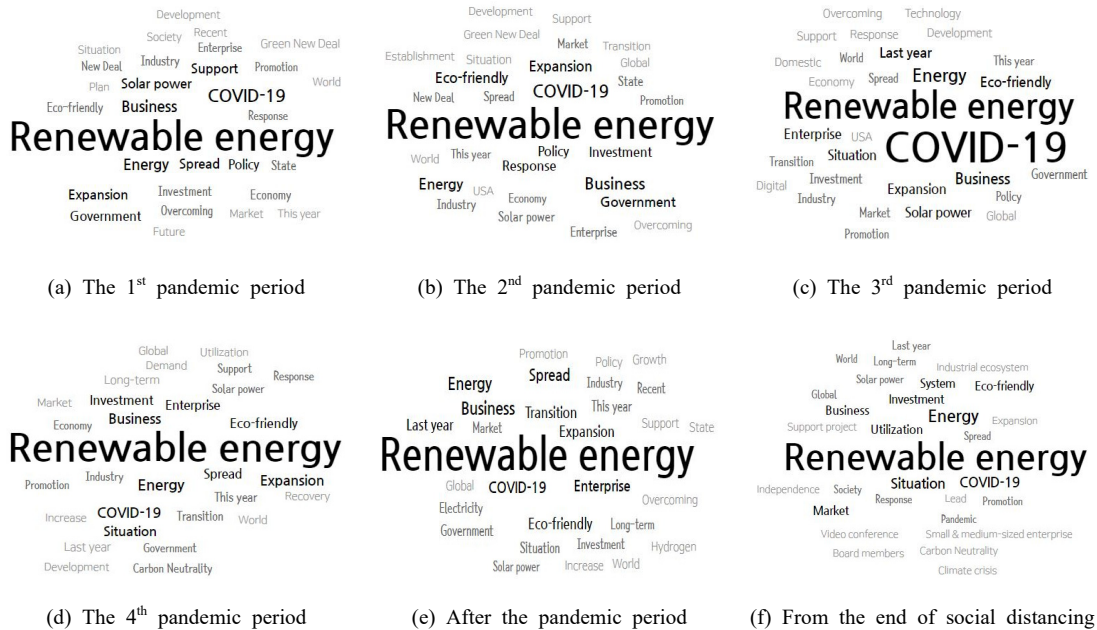 Development
Society Recent
Situation Enterprise Green New Deal
New Deal Industry Support Promotion
Plan Solar power COVID-19 World
Eco-friendly Business Response
Renewable energy
Energy Spread Policy State
Expansion Investment Economy
Government Overcoming Market This year
Future
(a) The 1st pandemic period
Development Support
Green New Deal Market Transition
Establishment Situation Expansion Global
Eco-friendly COVID-19 State
New Deal Spread Promotion
Renewable energy
World This year Policy Investment
Response
Energy USA Business
Industry Economy Government
Solar power
Enterprise Overcoming
(b) The 2nd pandemic period
Overcoming Technology
Support Response Development
Domestic World Last year This year
Economy Spread Energy Eco-friendly
Renewable energy
Enterprise USA COVID-19
Transition Situation
Digital Investment Business Government
Industry Expansion Policy
Market Solar power Global
Promotion
(c) The 3rd pandemic period
Global Utilization
Demand Support Response
Long-term Solar power
Market Investment Enterprise
Economy Business Eco-friendly
Renewable energy
Promotion Industry Energy Spread Expansion
This year Recovery
Increase COVID-19 Transition World
Situation
Last year Government
Development Carbon Neutrality
(d) The 4th pandemic period
Promotion Policy Growth
Energy Spread Industry Recent
Business Transition This year
Last year Market Expansion Support State
Renewable energy
Global COVID-19 Enterprise
Electricity Overcoming
Government Eco-friendly Long-term
Situation Investment Hydrogen
Solar power Increase World
(e) After the pandemic period
Last year
World Long-term Industrial ecosystem
Solar power System Eco-friendly
Global Investment
Business Energy Expansion
Support project Utilization Spread
Renewable energy
Situation COVID-19
Independence Society Response Lead Promotion
Market Pandemic
Video conference Small & medium-sized enterprise
Board members Carbon Neutrality
Climate crisis
(f) From the end of social distancing